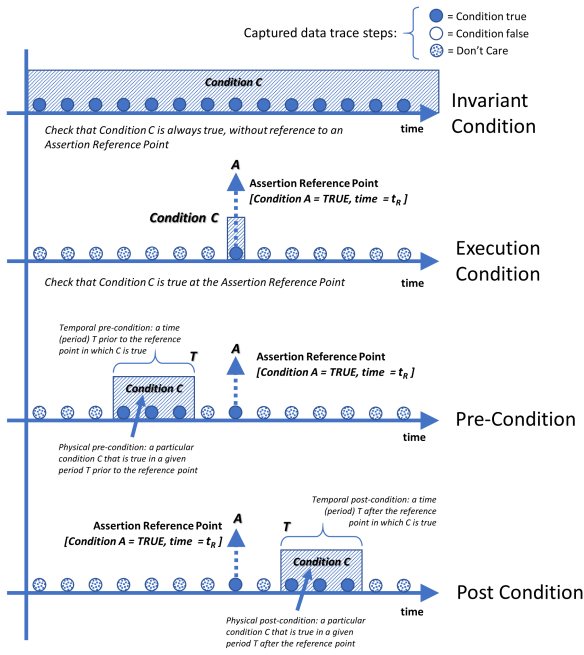 Captured data trace steps:
= Condition true
= Condition false
= Don't Care
Condition C
time
Invariant
Condition
Check that Condition C is always true, without reference to an
Assertion Reference Point
A
Assertion Reference Point
[Condition A = TRUE, time = tR ]
Condition C
time
Execution
Condition
Check that Condition C is true at the Assertion Reference Point
Temporal pre-condition: a time
(period) T prior to the reference
point in which C is true
T
A
Assertion Reference Point
[Condition A = TRUE, time = tR ]
Condition C
time
Pre-Condition
Physical pre-condition: a particular
condition C that is true in a given
period T prior to the reference point
Temporal post-condition: a time
(period) T after the reference
point in which C is true
Assertion Reference Point
[Condition A = TRUE, time = tR ]
A
T
Condition C
time
Post Condition
Physical post-condition: a particular
condition C that is true in a given
period T after the reference point